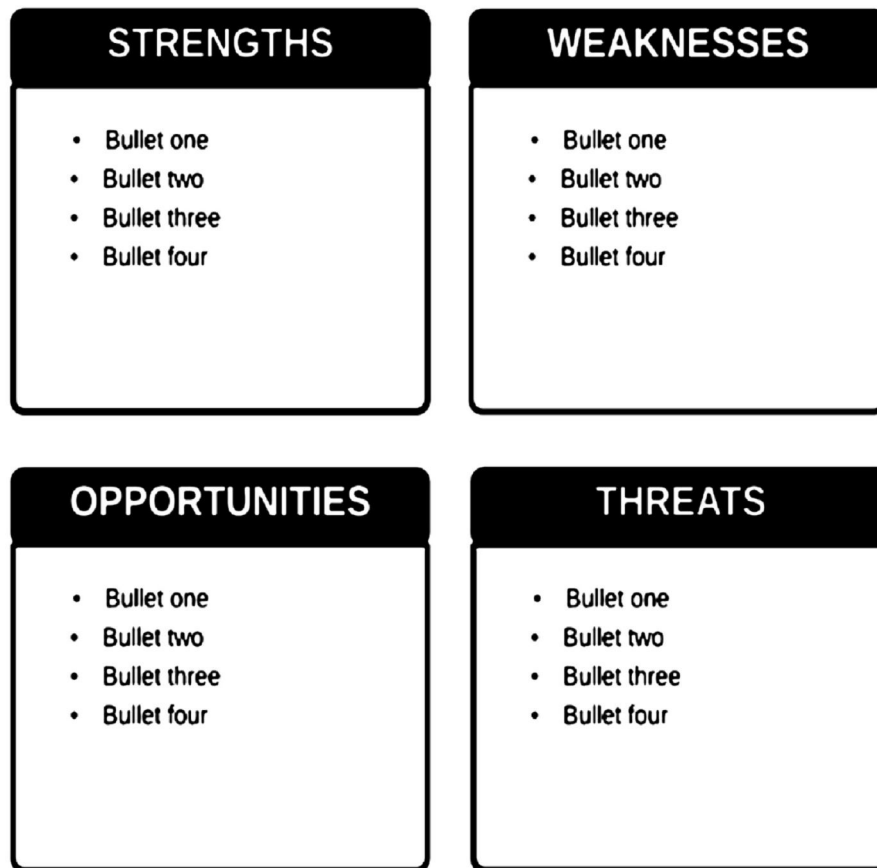 STRENGTHS
• Bullet one
• Bullet two
• Bullet three
• Bullet four
WEAKNESSES
• Bullet one
• Bullet two
• Bullet three
• Bullet four
OPPORTUNITIES
• Bullet one
• Bullet two
• Bullet three
• Bullet four
THREATS
• Bullet one
• Bullet two
• Bullet three
• Bullet four